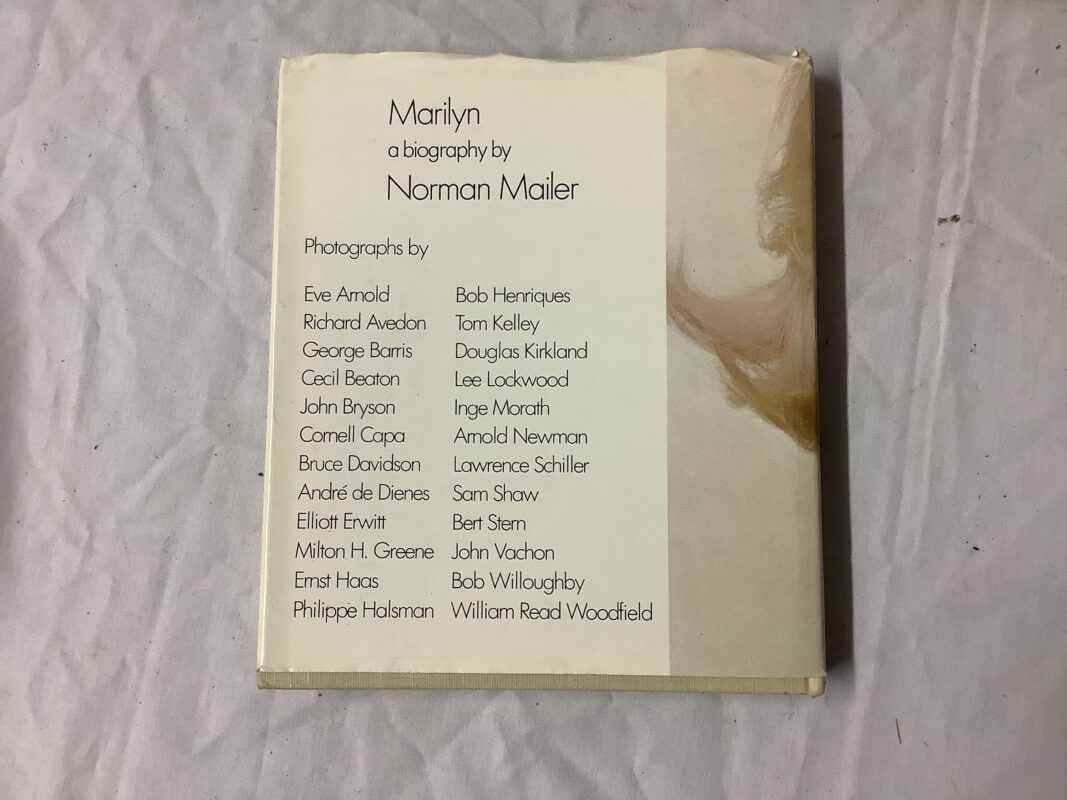 Marilyn
a biography by
Norman Mailer
Photographs by
Eve Arnold
Richard Avedon
George Barris
Cecil Beaton
John Bryson
Cornell Capa
Bruce Davidson
André de Dienes
Elliott Erwitt
Milton H. Greene
Ernst Haas
Philippe Halsman
Bob Henriques
Tom Kelley
Douglas Kirkland
Lee Lockwood
Inge Morath
Arnold Newman
Lawrence Schiller
Sam Shaw
Bert Stern
John Vachon
Bob Willoughby
William Read Woodfield